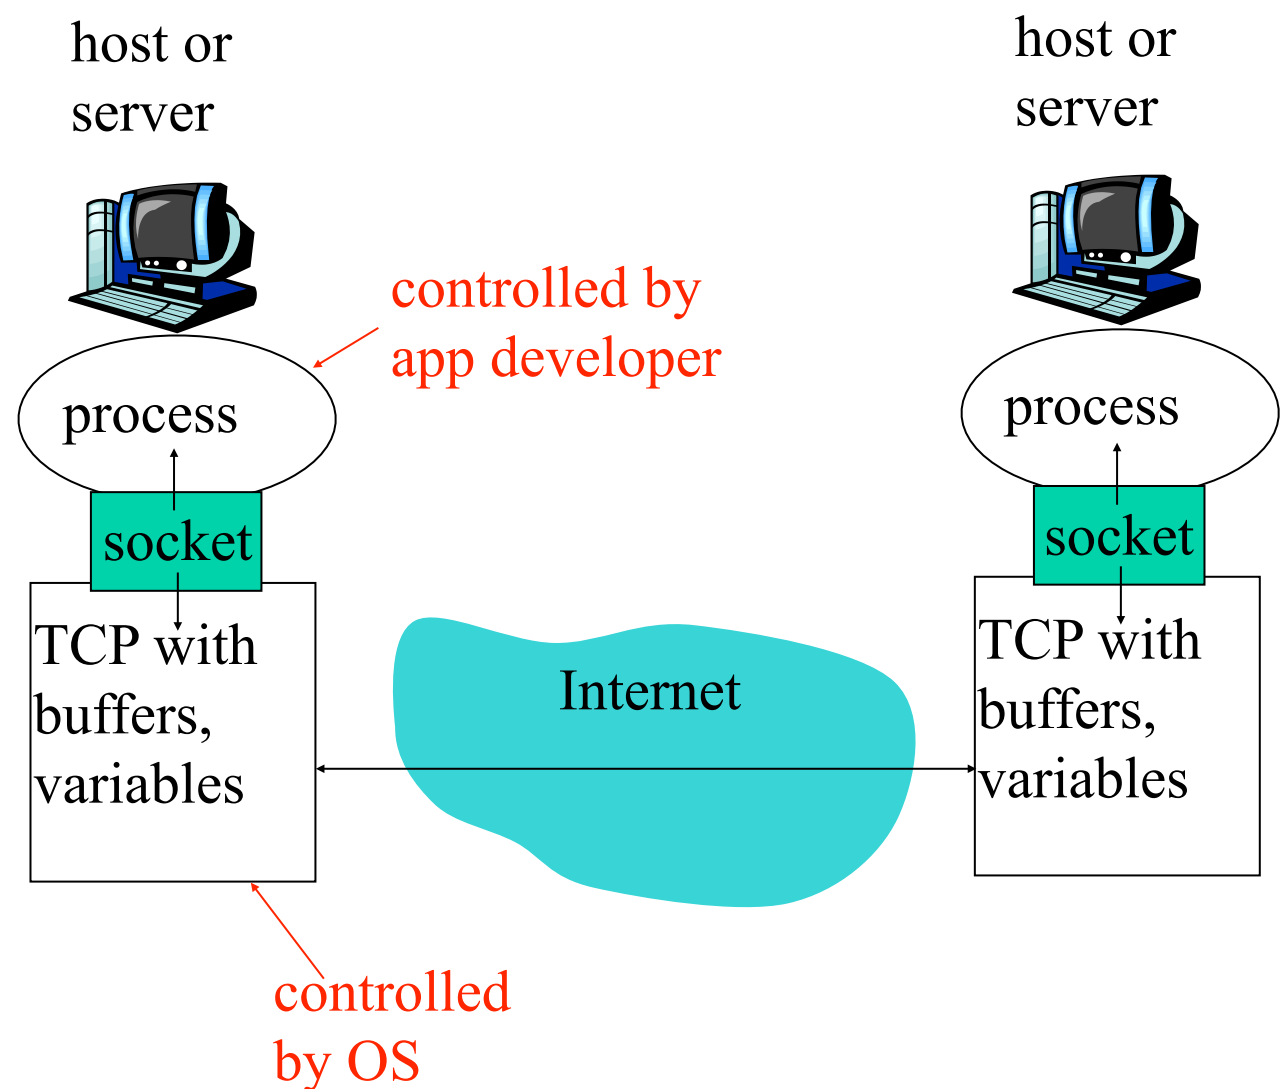 host or
server
host or
server
controlled by
app developer
process
process
socket
socket
TCP with
buffers,
variables
Internet
TCP with
buffers,
variables
controlled
by OS